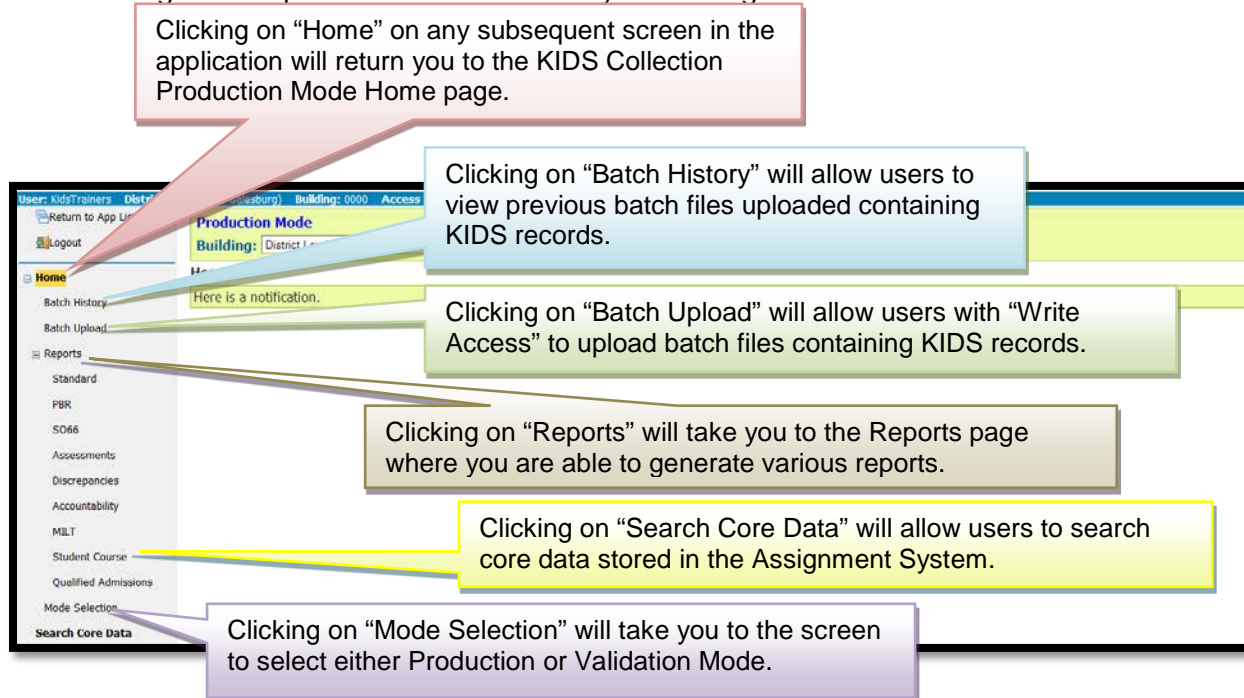 Clicking on “Home” on any subsequent screen in the
application will return you to the KIDS Collection
Production Mode Home page.
Clicking on “Batch History” will allow users to
view previous batch files uploaded containing
KIDS records.
User: KidsTrainers Building: 0000 Access
Return to App
Production Mode
Logout
Building: District
Home
Here is a notification.
Batch History
Clicking on “Batch Upload” will allow users with “Write
Access” to upload batch files containing KIDS records.
Batch Upload
Reports
Standard
PBR
SO66
Clicking on “Reports” will take you to the Reports page
where you are able to generate various reports.
Assessments
Discrepancies
Accountability
MILT
Clicking on “Search Core Data” will allow users to search
core data stored in the Assignment System.
Student Course
Qualified Admissions
Mode Selection
Search Core Data
Clicking on “Mode Selection” will take you to the screen
to select either Production or Validation Mode.